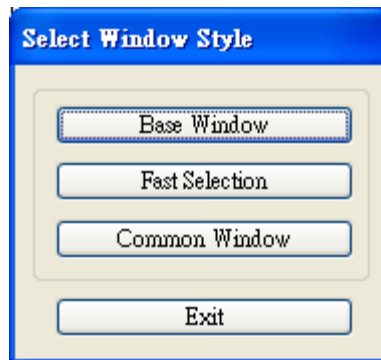 Select Window Style
Base Window
Fast Selection
Common Window
Exit